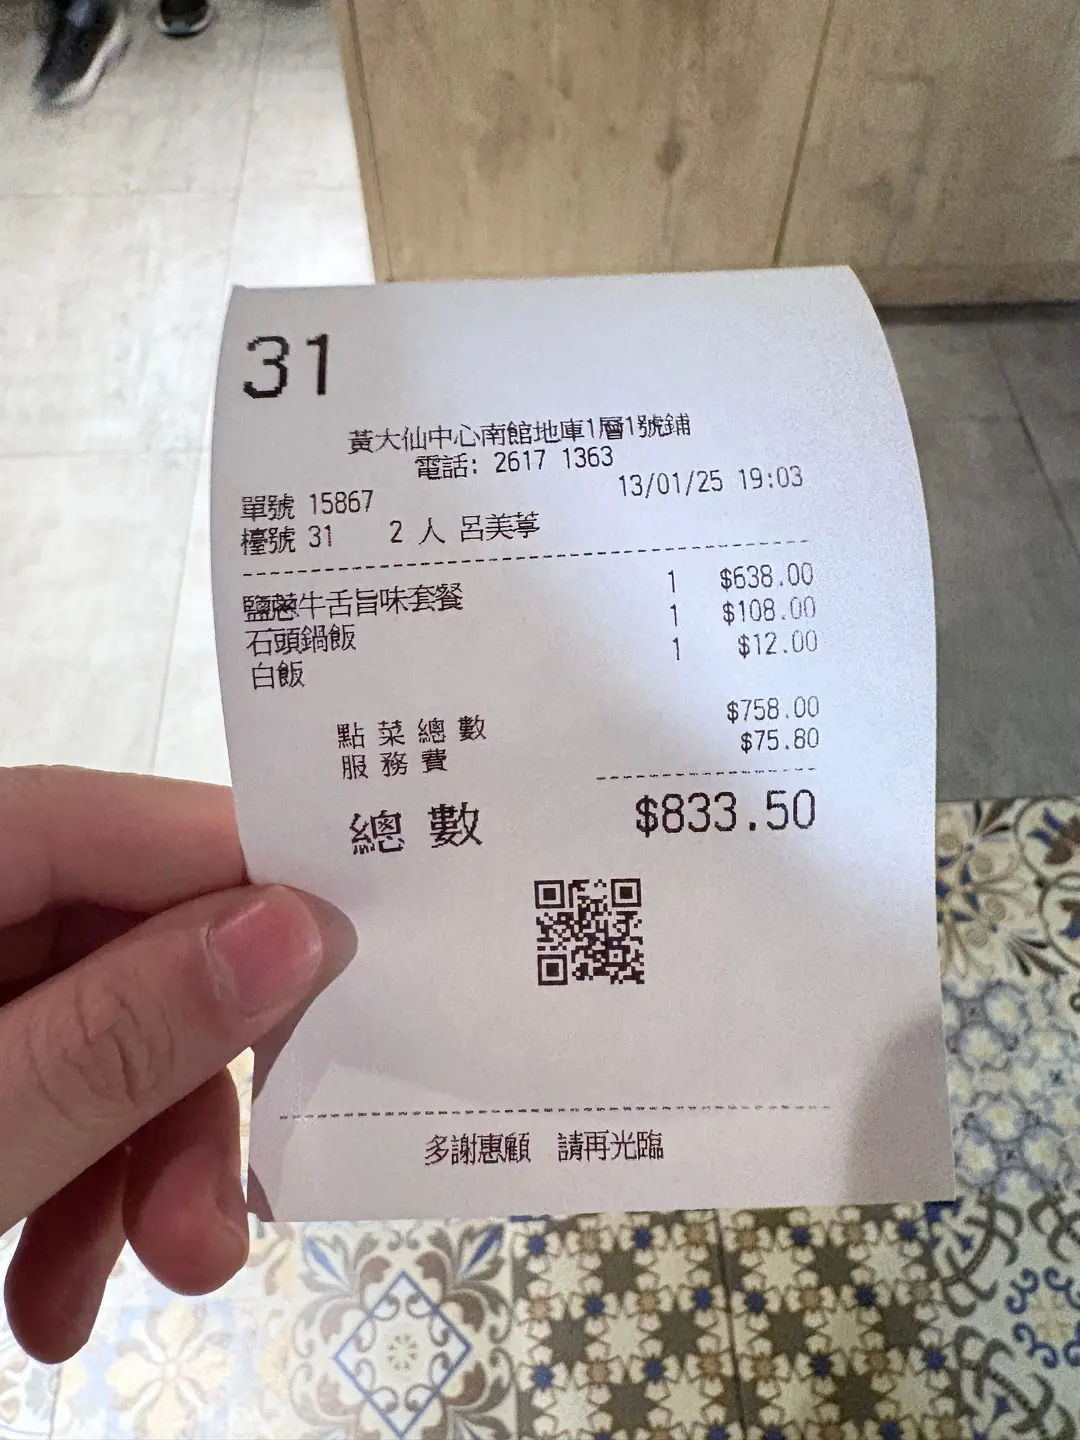 31
黃大仙中心南館地庫1層1號鋪
電話: 2617 1363
單號 15867 13/01/25 19:03
檯號 31 2 人 呂美葶
鹽蔥牛舌旨味套餐 1 $638.00
石頭鍋飯 1 $108.00
白飯 1 $12.00
點菜總數 $758.00
服務費 $75.80
總數 $833.50
多謝惠顧 請再光臨